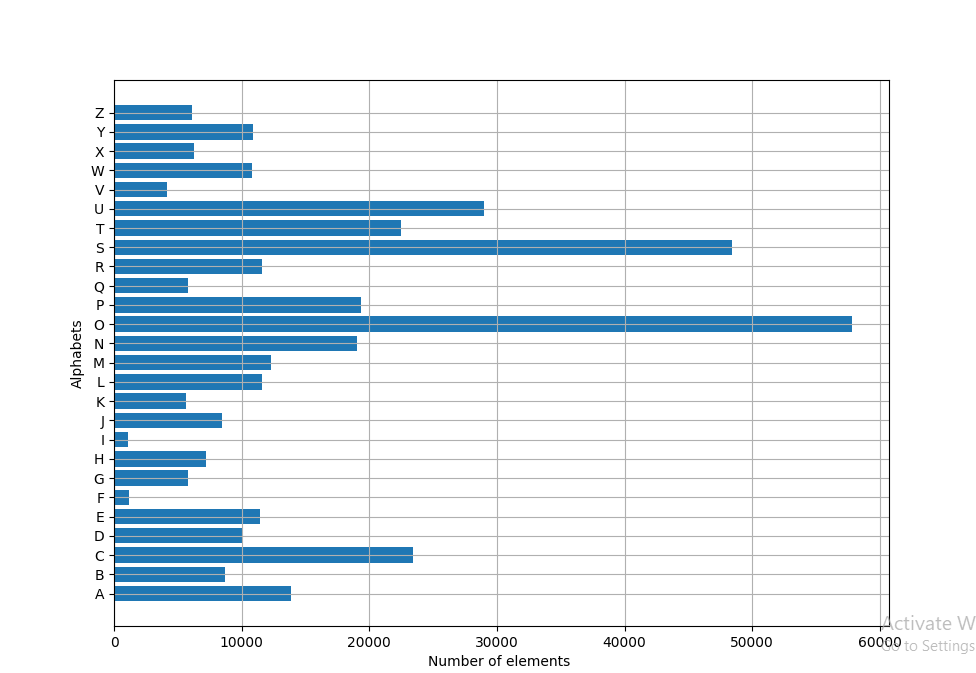 Z
Y
X
W
V
U
T
S
R
Q
P
O
N
M
L
K
J
I
H
G
F
E
D
C
B
A
Alphabets
0 10000 20000 30000 40000 50000 60000
Number of elements
Activate W
Go to Settings